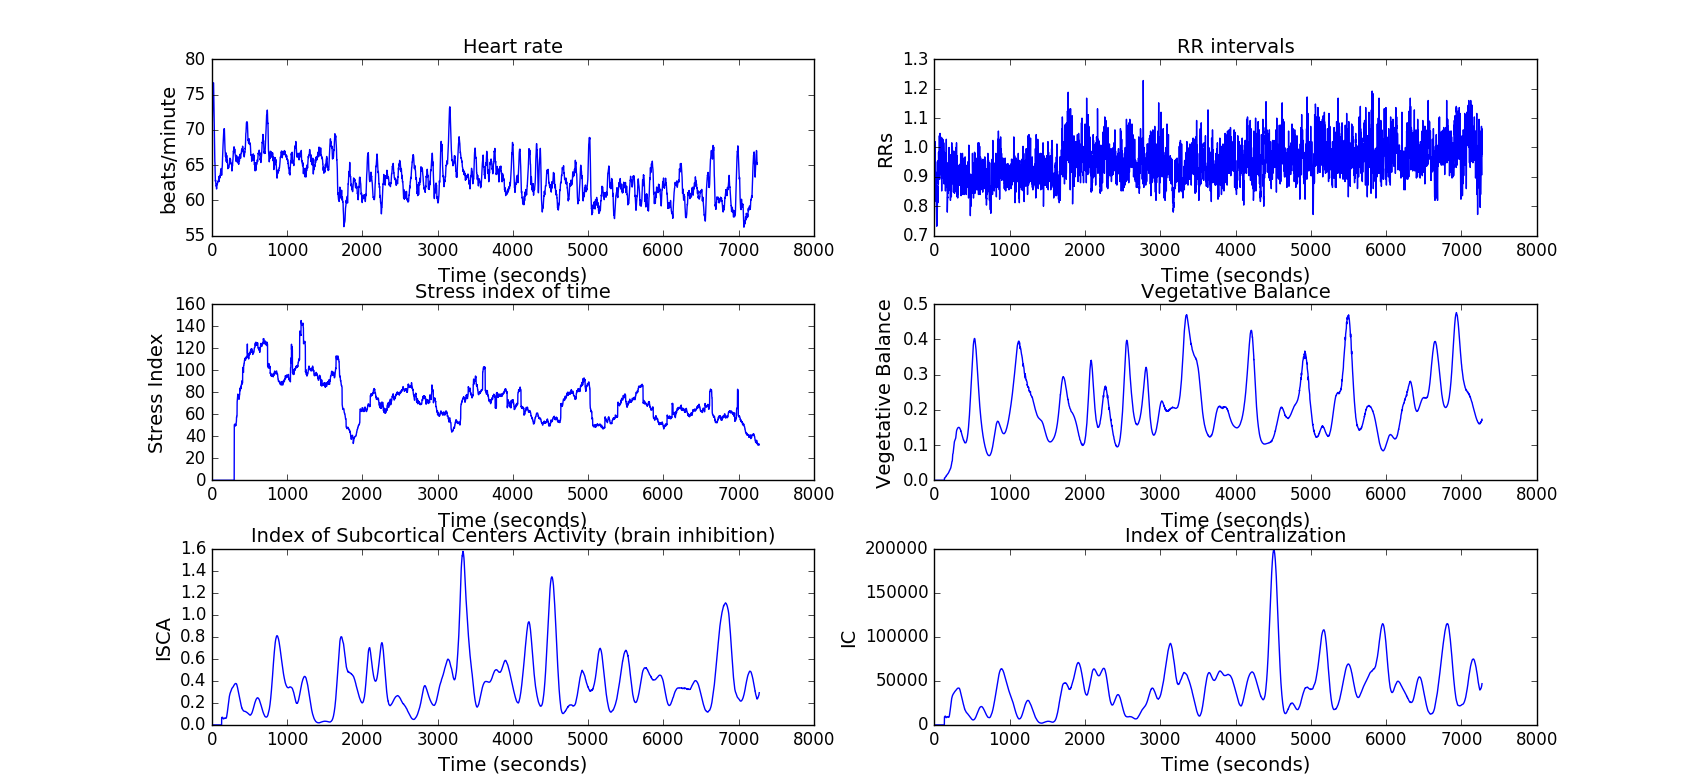 Heart rate
80
75
70
65
60
55
beats/minute
0 1000 2000 3000 4000 5000 6000 7000 8000
Time (seconds)
RR intervals
1.3
1.2
1.1
1.0
0.9
0.8
0.7
RRs
0 1000 2000 3000 4000 5000 6000 7000 8000
Time (seconds)
Stress index of time
160
140
120
100
80
60
40
20
0
Stress Index
0 1000 2000 3000 4000 5000 6000 7000 8000
Time (seconds)
Vegetative Balance
0.5
0.4
0.3
0.2
0.1
0.0
Vegetative Balance
0 1000 2000 3000 4000 5000 6000 7000 8000
Time (seconds)
Index of Subcortical Centers Activity (brain inhibition)
1.6
1.4
1.2
1.0
0.8
0.6
0.4
0.2
0.0
ISCA
0 1000 2000 3000 4000 5000 6000 7000 8000
Time (seconds)
Index of Centralization
200000
150000
100000
50000
0
IC
0 1000 2000 3000 4000 5000 6000 7000 8000
Time (seconds)